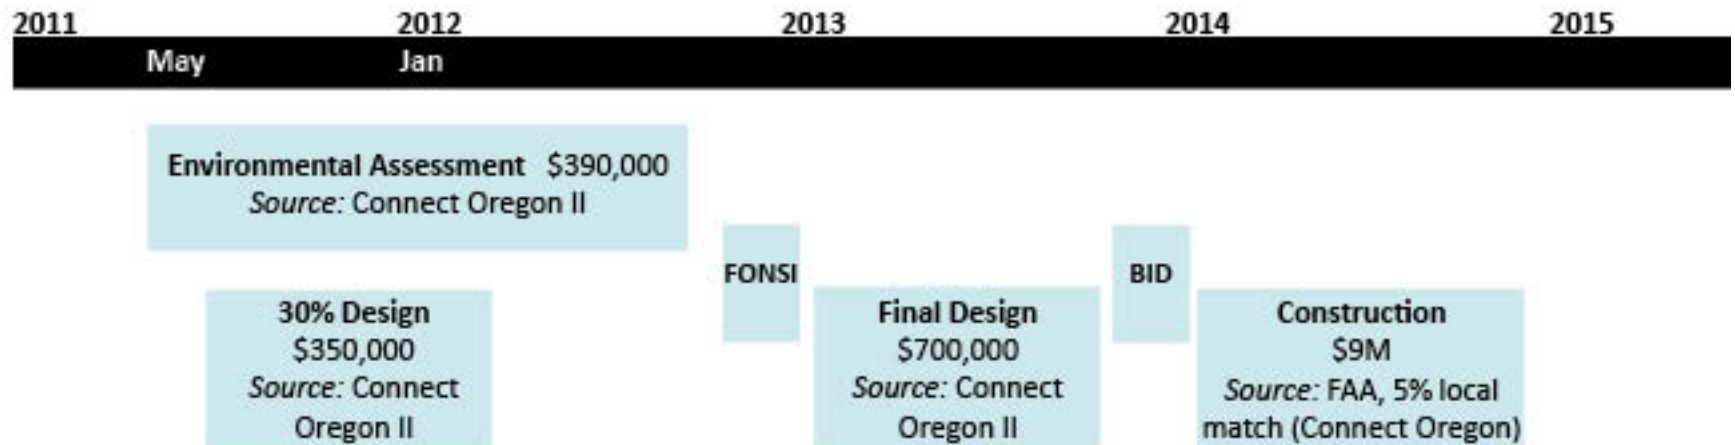 2011 2012 2013 2014 2015
May Jan
Environmental Assessment $390,000
Source: Connect Oregon II
FONSI
BID
30% Design
$350,000
Source: Connect
Oregon II
Final Design
$700,000
Source: Connect
Oregon II
Construction
$9M
Source: FAA, 5% local
match (Connect Oregon)